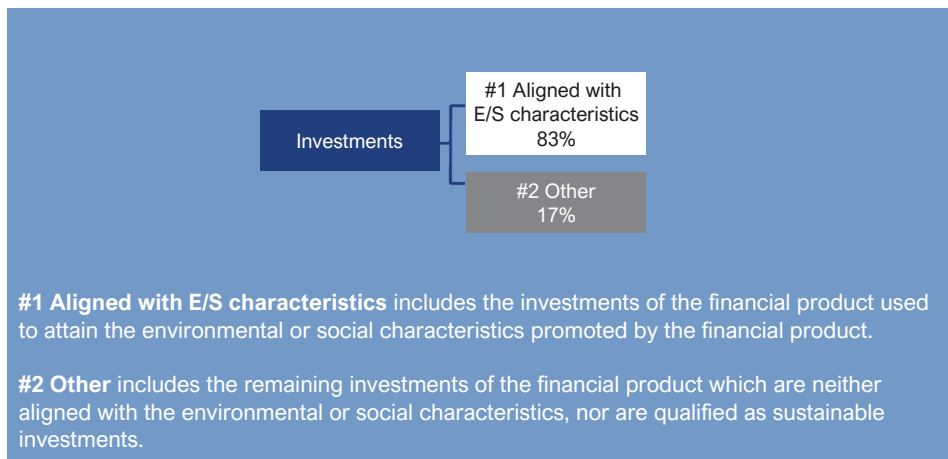 Investments
#1 Aligned with
E/S characteristics
83%
#2 Other
17%
#1 Aligned with E/S characteristics includes the investments of the financial product used
to attain the environmental or social characteristics promoted by the financial product.
#2 Other includes the remaining investments of the financial product which are neither
aligned with the environmental or social characteristics, nor are qualified as sustainable
investments.